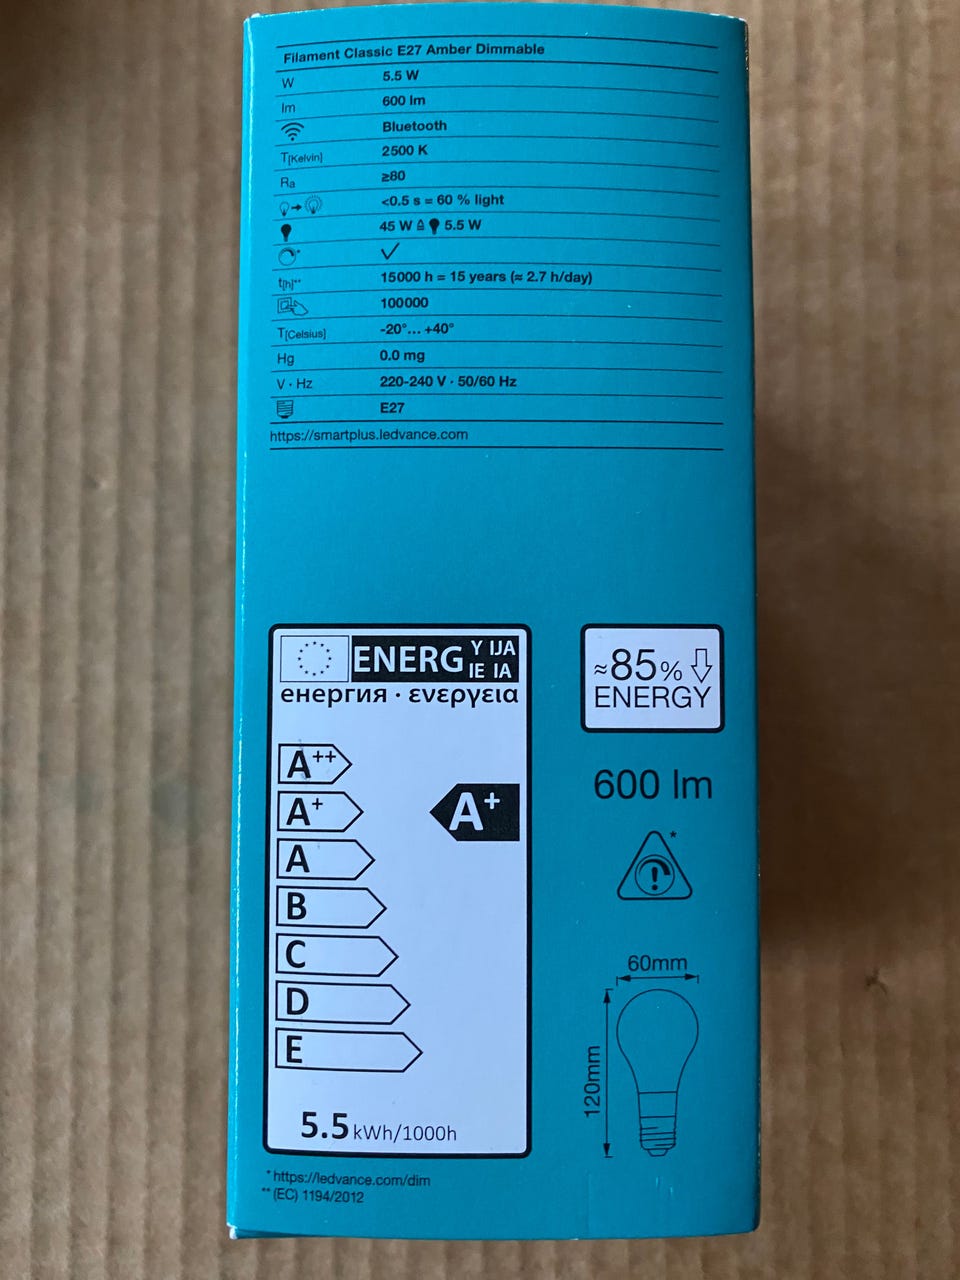 Filament Classic E27 Amber Dimmable
W 5.5 W
lm 600 lm
Bluetooth
T[Kelvin] 2500 K
Ra ≥80
<0.5 s = 60 % light
45 W ≙ 5.5 W
*
t[h]** 15000 h = 15 years (≈ 2.7 h/day)
100000
T[Celsius] -20°... +40°
Hg 0.0 mg
V · Hz 220-240 V · 50/60 Hz
E27
https://smartplus.ledvance.com
ENERG Y IJA
IE IA
енергия · ενεργεια
A++
A+
A+
A
B
C
D
E
5.5 kWh/1000h
≈85%
ENERGY
600 lm
! *
60mm
120mm
* https://ledvance.com/dim
** (EC) 1194/2012